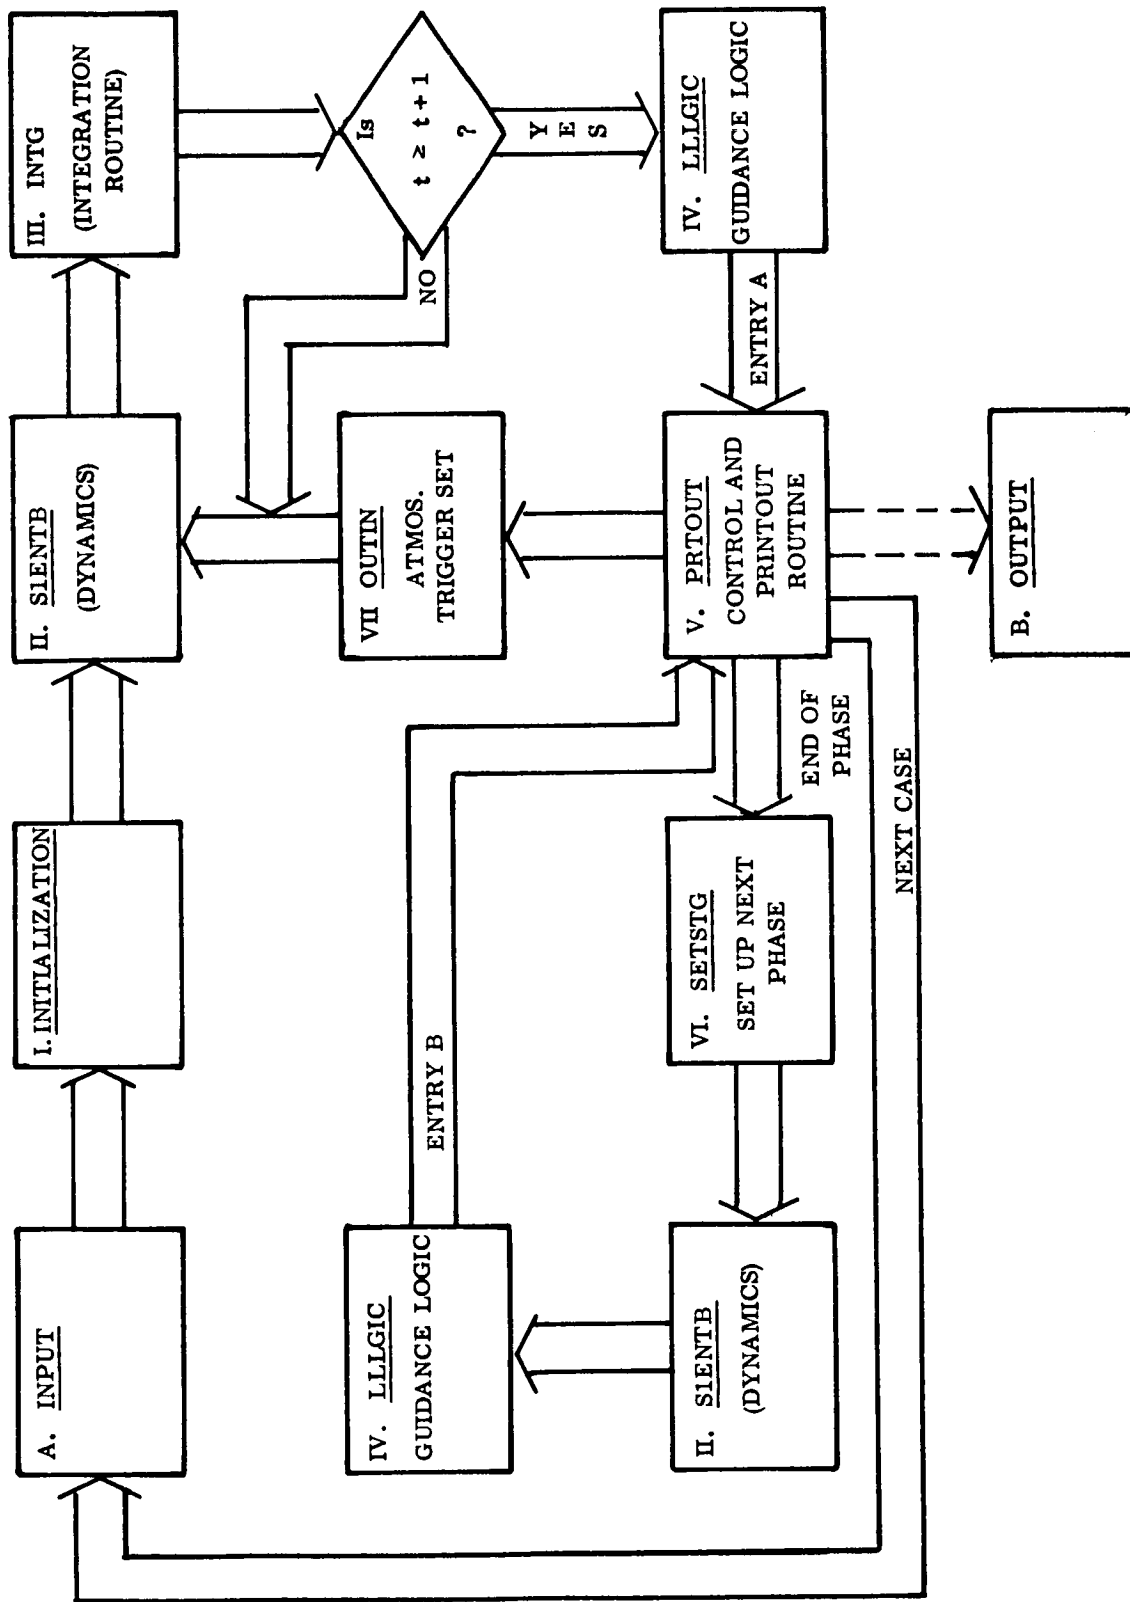 A. INPUT
I. INITIALIZATION
II. S1ENTB
(DYNAMICS)
III. INTG
(INTEGRATION
ROUTINE)
Is
t ≥ t + 1
?
NO
YES
IV. LLLGIC
GUIDANCE LOGIC
ENTRY B
VII OUTIN
ATMOS.
TRIGGER SET
II. S1ENTB
(DYNAMICS)
VI. SETSTG
SET UP NEXT
PHASE
END OF
PHASE
V. PRTOUT
CONTROL AND
PRINTOUT
ROUTINE
ENTRY A
IV. LLLGIC
GUIDANCE LOGIC
NEXT CASE
B. OUTPUT